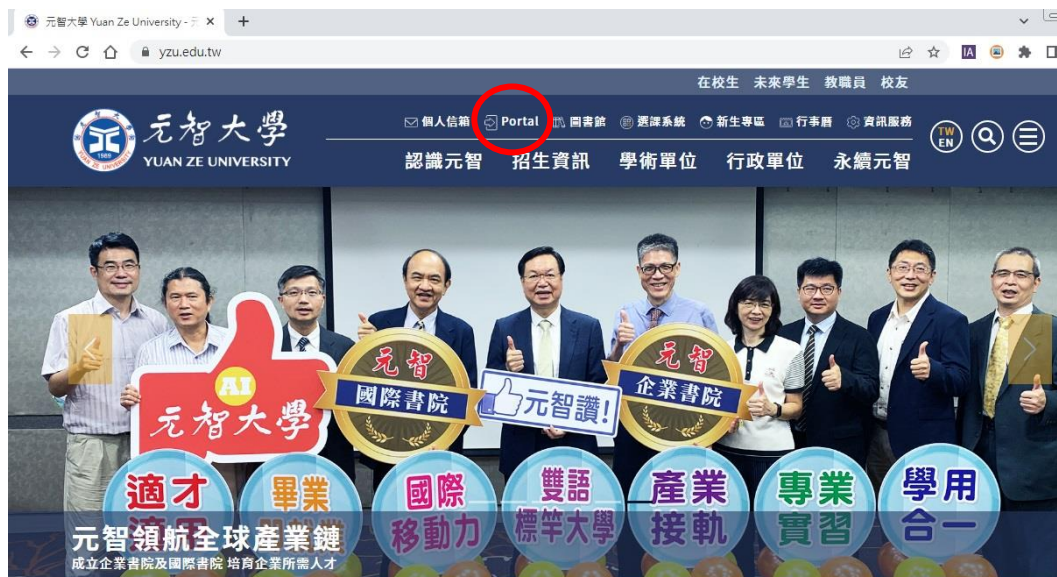 元智大學 Yuan Ze University - 元
yzu.edu.tw
在校生 未來學生 教職員 校友
個人信箱 Portal 圖書館 選課系統 新生專區 行事曆 資訊服務
TW
EN
元智大學
YUAN ZE UNIVERSITY
1989
認識元智 招生資訊 學術單位 行政單位 永續元智
IA
AI
元智大學
元智
國際書院
元智讚!
元智
企業書院
適才
適用
畢業
國際
移動力
雙語
標竿大學
產業
接軌
專業
實習
學用
合一
元智領航全球產業鏈
成立企業書院及國際書院 培育企業所需人才